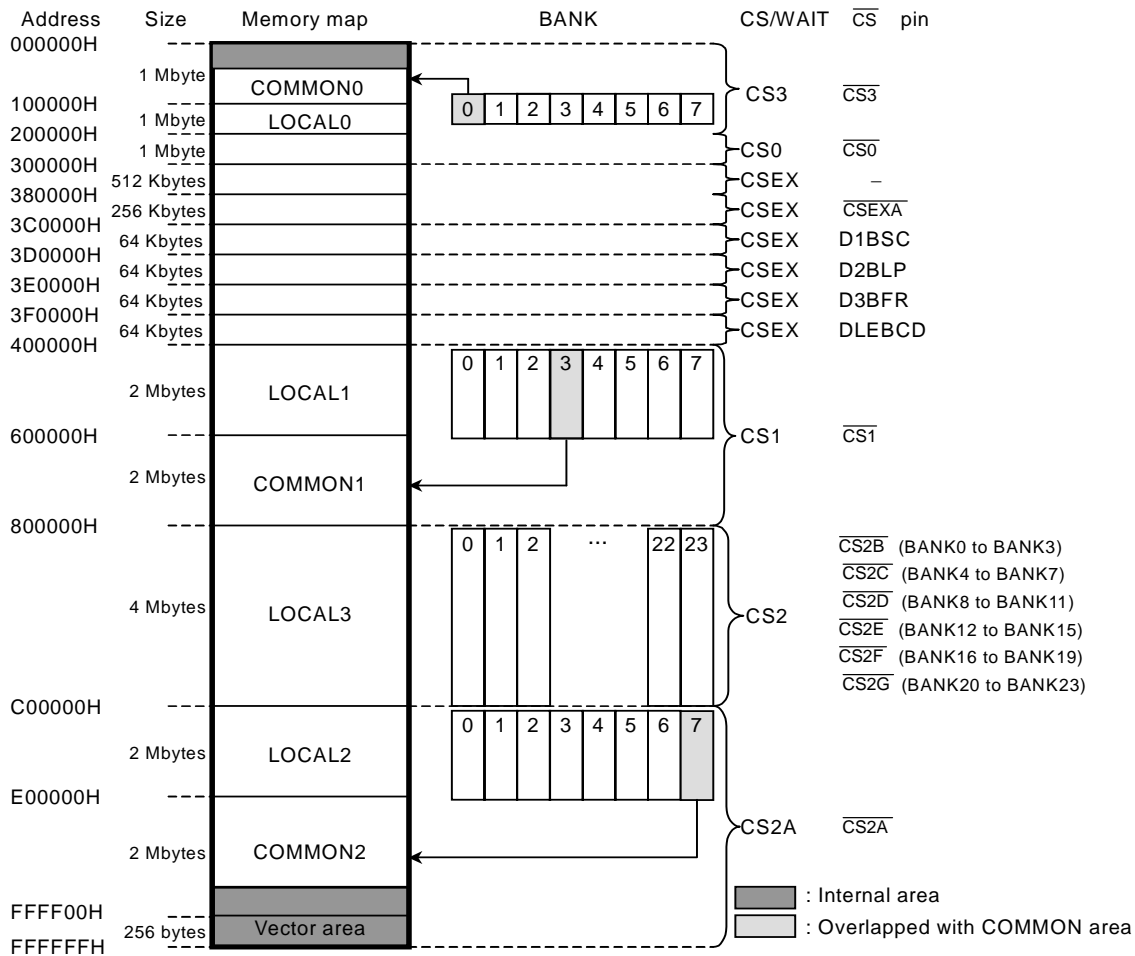 Address Size Memory map BANK CS/WAIT CS pin
000000H
1 Mbyte COMMON0 CS3 CS3
100000H 0 1 2 3 4 5 6 7
1 Mbyte LOCAL0
200000H
1 Mbyte CS0 CS0
300000H
512 Kbytes CSEX –
380000H
256 Kbytes CSEX CSEXA
3C0000H
64 Kbytes CSEX D1BSC
3D0000H
64 Kbytes CSEX D2BLP
3E0000H
64 Kbytes CSEX D3BFR
3F0000H
64 Kbytes CSEX DLEBCD
400000H
0 1 2 3 4 5 6 7
2 Mbytes LOCAL1
600000H CS1 CS1
2 Mbytes COMMON1
800000H
0 1 2 ... 22 23
CS2B (BANK0 to BANK3)
CS2C (BANK4 to BANK7)
4 Mbytes LOCAL3 CS2
CS2D (BANK8 to BANK11)
CS2E (BANK12 to BANK15)
CS2F (BANK16 to BANK19)
CS2G (BANK20 to BANK23)
C00000H
0 1 2 3 4 5 6 7
2 Mbytes LOCAL2
E00000H
CS2A CS2A
2 Mbytes COMMON2
: Internal area
FFFF00H
256 bytes Vector area : Overlapped with COMMON area
FFFFFFH